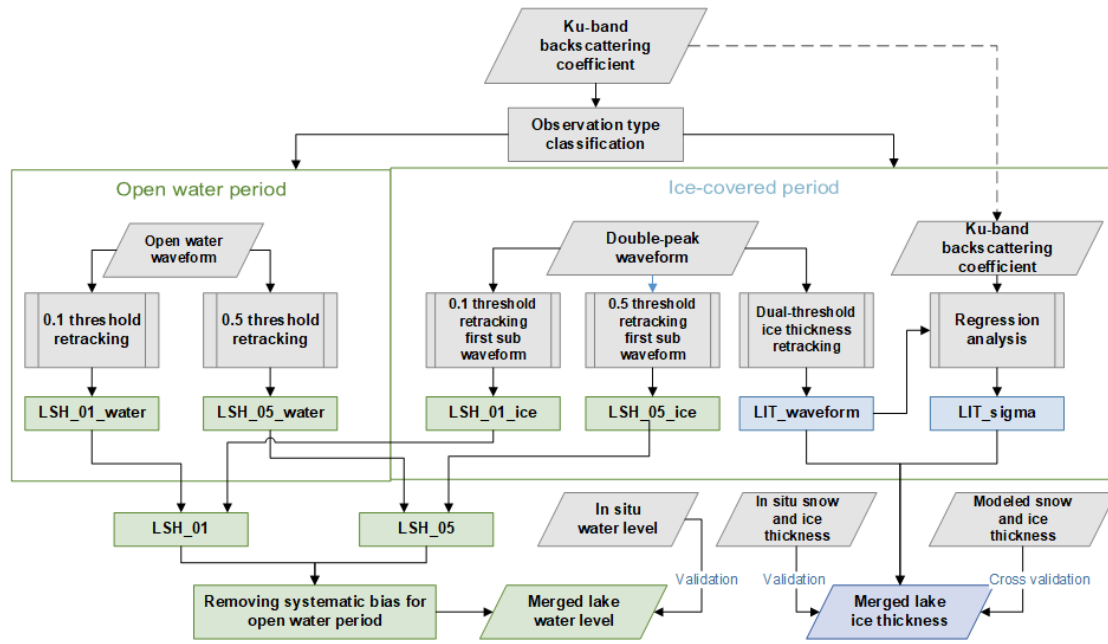 Ku-band
backscattering
coefficient
Observation type
classification
Open water period
Ice-covered period
Open water
waveform
Double-peak
waveform
Ku-band
backscattering
coefficient
0.1 threshold
retracking
0.5 threshold
retracking
0.1 threshold
retracking
first sub
waveform
0.5 threshold
retracking
first sub
waveform
Dual-threshold
ice thickness
retracking
Regression
analysis
LSH_01_water
LSH_05_water
LSH_01_ice
LSH_05_ice
LIT_waveform
LIT_sigma
LSH_01
LSH_05
In situ
water level
In situ snow
and ice
thickness
Modeled snow
and ice
thickness
Validation
Validation
Cross validation
Removing systematic bias for
open water period
Merged lake
water level
Merged lake
ice thickness